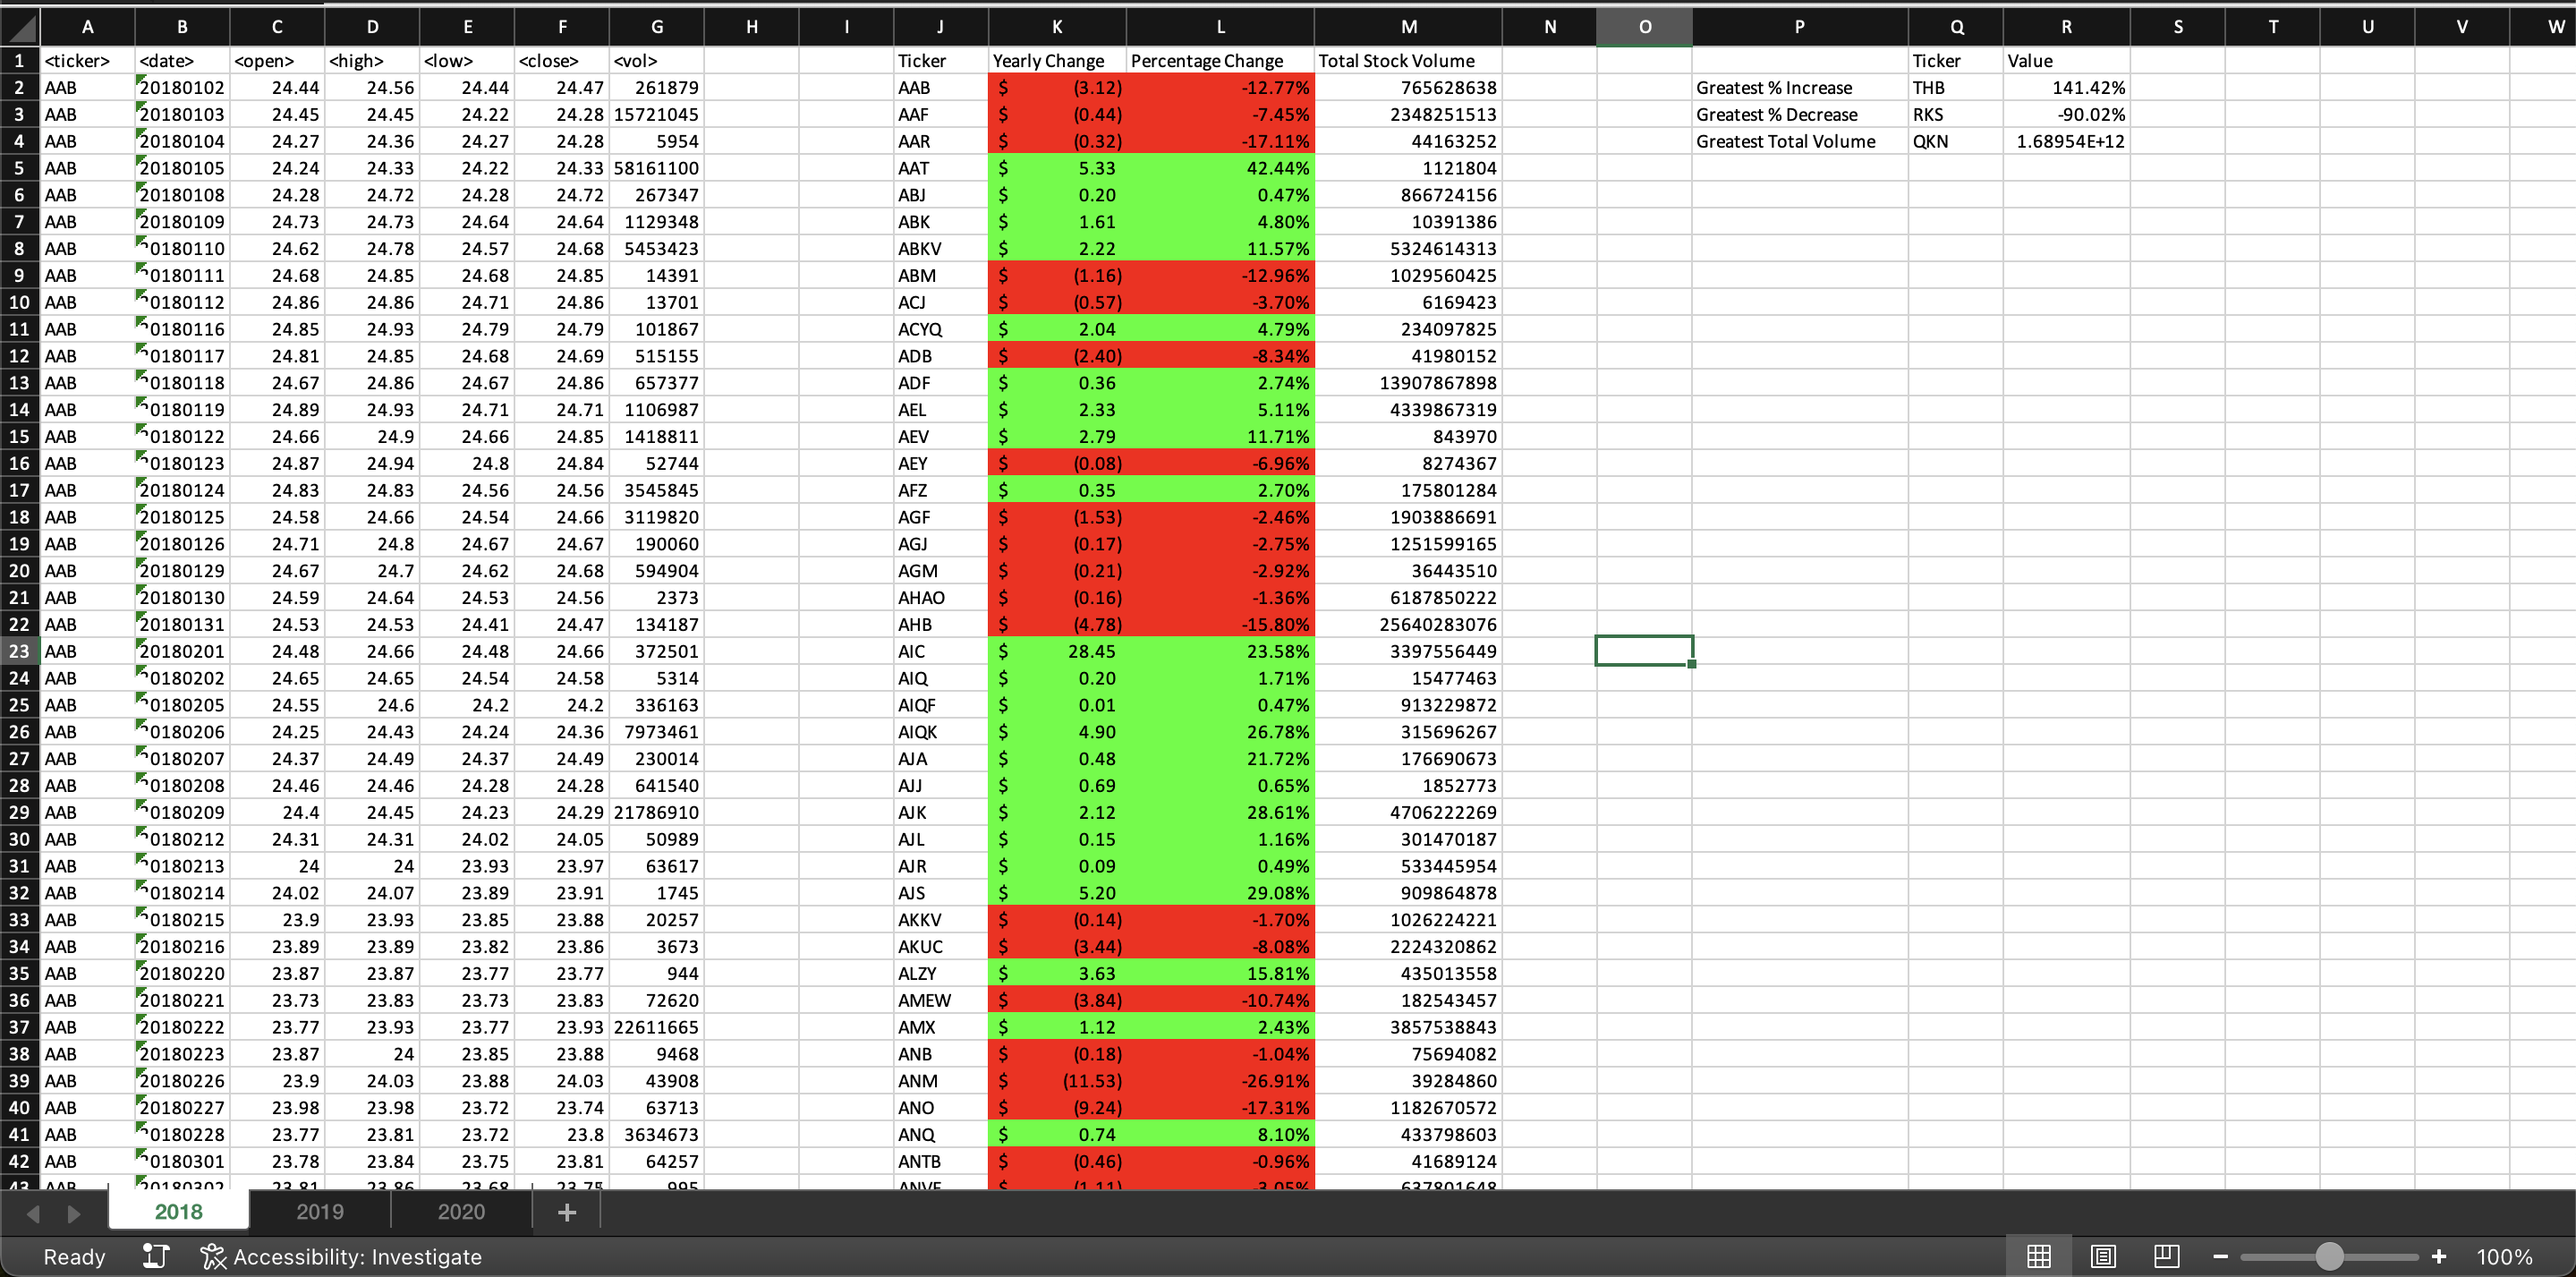 A B C D E F G H I J K L M N O P Q R S T U V W
1 <ticker> <date> <open> <high> <low> <close> <vol> Ticker Yearly Change Percentage Change Total Stock Volume Ticker Value
2 AAB 20180102 24.44 24.56 24.44 24.47 261879 AAB $ (3.12) -12.77% 765628638 Greatest % Increase THB 141.42%
3 AAB 20180103 24.45 24.45 24.22 24.28 15721045 AAF $ (0.44) -7.45% 2348251513 Greatest % Decrease RKS -90.02%
4 AAB 20180104 24.27 24.36 24.27 24.28 5954 AAR $ (0.32) -17.11% 44163252 Greatest Total Volume QKN 1.68954E+12
5 AAB 20180105 24.24 24.33 24.22 24.33 58161100 AAT $ 5.33 42.44% 1121804
6 AAB 20180108 24.28 24.72 24.28 24.72 267347 ABJ $ 0.20 0.47% 866724156
7 AAB 20180109 24.73 24.73 24.64 24.64 1129348 ABK $ 1.61 4.80% 10391386
8 AAB 20180110 24.62 24.78 24.57 24.68 5453423 ABKV $ 2.22 11.57% 5324614313
9 AAB 20180111 24.68 24.85 24.68 24.85 14391 ABM $ (1.16) -12.96% 1029560425
10 AAB 20180112 24.86 24.86 24.71 24.86 13701 ACJ $ (0.57) -3.70% 6169423
11 AAB 20180116 24.85 24.93 24.79 24.79 101867 ACYQ $ 2.04 4.79% 234097825
12 AAB 20180117 24.81 24.85 24.68 24.69 515155 ADB $ (2.40) -8.34% 41980152
13 AAB 20180118 24.67 24.86 24.67 24.86 657377 ADF $ 0.36 2.74% 13907867898
14 AAB 20180119 24.89 24.93 24.71 24.71 1106987 AEL $ 2.33 5.11% 4339867319
15 AAB 20180122 24.66 24.9 24.66 24.85 1418811 AEV $ 2.79 11.71% 843970
16 AAB 20180123 24.87 24.94 24.8 24.84 52744 AEY $ (0.08) -6.96% 8274367
17 AAB 20180124 24.83 24.83 24.56 24.56 3545845 AFZ $ 0.35 2.70% 175801284
18 AAB 20180125 24.58 24.66 24.54 24.66 3119820 AGF $ (1.53) -2.46% 1903886691
19 AAB 20180126 24.71 24.8 24.67 24.67 190060 AGJ $ (0.17) -2.75% 1251599165
20 AAB 20180129 24.67 24.7 24.62 24.68 594904 AGM $ (0.21) -2.92% 36443510
21 AAB 20180130 24.59 24.64 24.53 24.56 2373 AHAO $ (0.16) -1.36% 6187850222
22 AAB 20180131 24.53 24.53 24.41 24.47 134187 AHB $ (4.78) -15.80% 25640283076
23 AAB 20180201 24.48 24.66 24.48 24.66 372501 AIC $ 28.45 23.58% 3397556449
24 AAB 20180202 24.65 24.65 24.54 24.58 5314 AIQ $ 0.20 1.71% 15477463
25 AAB 20180205 24.55 24.6 24.2 24.2 336163 AIQF $ 0.01 0.47% 913229872
26 AAB 20180206 24.25 24.43 24.24 24.36 7973461 AIQK $ 4.90 26.78% 315696267
27 AAB 20180207 24.37 24.49 24.37 24.49 230014 AJA $ 0.48 21.72% 176690673
28 AAB 20180208 24.46 24.46 24.28 24.28 641540 AJJ $ 0.69 0.65% 1852773
29 AAB 20180209 24.4 24.45 24.23 24.29 21786910 AJK $ 2.12 28.61% 4706222269
30 AAB 20180212 24.31 24.31 24.02 24.05 50989 AJL $ 0.15 1.16% 301470187
31 AAB 20180213 24 24 23.93 23.97 63617 AJR $ 0.09 0.49% 533445954
32 AAB 20180214 24.02 24.07 23.89 23.91 1745 AJS $ 5.20 29.08% 909864878
33 AAB 20180215 23.9 23.93 23.85 23.88 20257 AKKV $ (0.14) -1.70% 1026224221
34 AAB 20180216 23.89 23.89 23.82 23.86 3673 AKUC $ (3.44) -8.08% 2224320862
35 AAB 20180220 23.87 23.87 23.77 23.77 944 ALZY $ 3.63 15.81% 435013558
36 AAB 20180221 23.73 23.83 23.73 23.83 72620 AMEW $ (3.84) -10.74% 182543457
37 AAB 20180222 23.77 23.93 23.77 23.93 22611665 AMX $ 1.12 2.43% 3857538843
38 AAB 20180223 23.87 24 23.85 23.88 9468 ANB $ (0.18) -1.04% 75694082
39 AAB 20180226 23.9 24.03 23.88 24.03 43908 ANM $ (11.53) -26.91% 39284860
40 AAB 20180227 23.98 23.98 23.72 23.74 63713 ANO $ (9.24) -17.31% 1182670572
41 AAB 20180228 23.77 23.81 23.72 23.8 3634673 ANQ $ 0.74 8.10% 433798603
42 AAB 20180301 23.78 23.84 23.75 23.81 64257 ANTB $ (0.46) -0.96% 41689124
43 AAB 20180302 23.81 23.86 23.68 23.75 995 $ (1.11) -3.05% 637801648
2018 2019 2020 +
Ready Accessibility: Investigate − + 100%